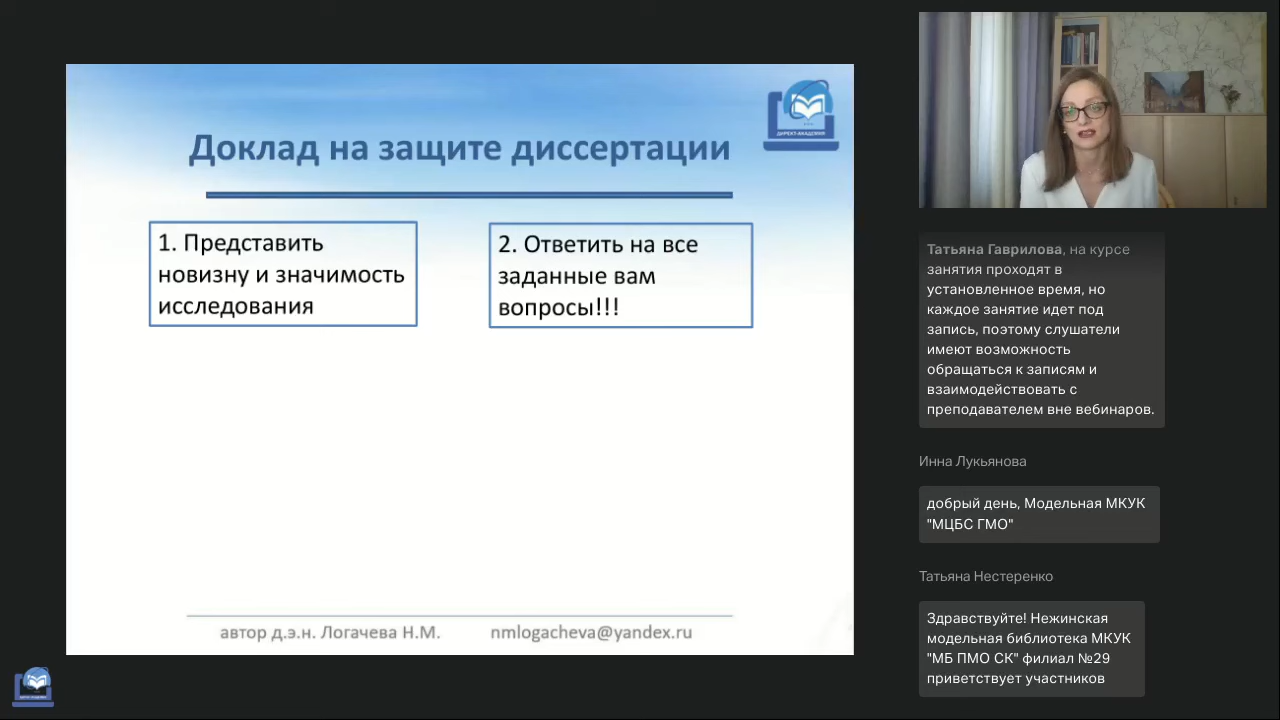 ДИРЕКТ-АКАДЕМИЯ
Доклад на защите диссертации
1. Представить
новизну и значимость
исследования
2. Ответить на все
заданные вам
вопросы!!!
автор д.э.н. Логачева Н.М.
nmlogacheva@yandex.ru
Татьяна Гаврилова, на курсе
занятия проходят в
установленное время, но
каждое занятие идет под
запись, поэтому слушатели
имеют возможность
обращаться к записям и
взаимодействовать с
преподавателем вне вебинаров.
Инна Лукьянова
добрый день, Модельная МКУК
"МЦБС ГМО"
Татьяна Нестеренко
Здравствуйте! Нежинская
модельная библиотека МКУК
"МБ ПМО СК" филиал №29
приветствует участников